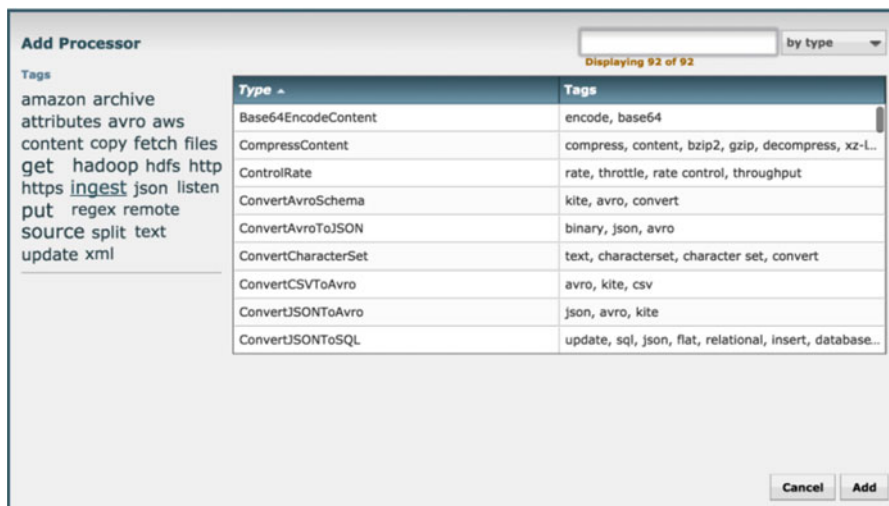 Add Processor
by type
Displaying 92 of 92
Tags
amazon archive
attributes avro aws
content copy fetch files
get hadoop hdfs http
https ingest json listen
put regex remote
source split text
update xml
Type Tags
Base64EncodeContent encode, base64
CompressContent compress, content, bzip2, gzip, decompress, xz-l...
ControlRate rate, throttle, rate control, throughput
ConvertAvroSchema kite, avro, convert
ConvertAvroToJSON binary, json, avro
ConvertCharacterSet text, characterset, character set, convert
ConvertCSVToAvro avro, kite, csv
ConvertJSONToAvro json, avro, kite
ConvertJSONToSQL update, sql, json, flat, relational, insert, database...
Cancel Add